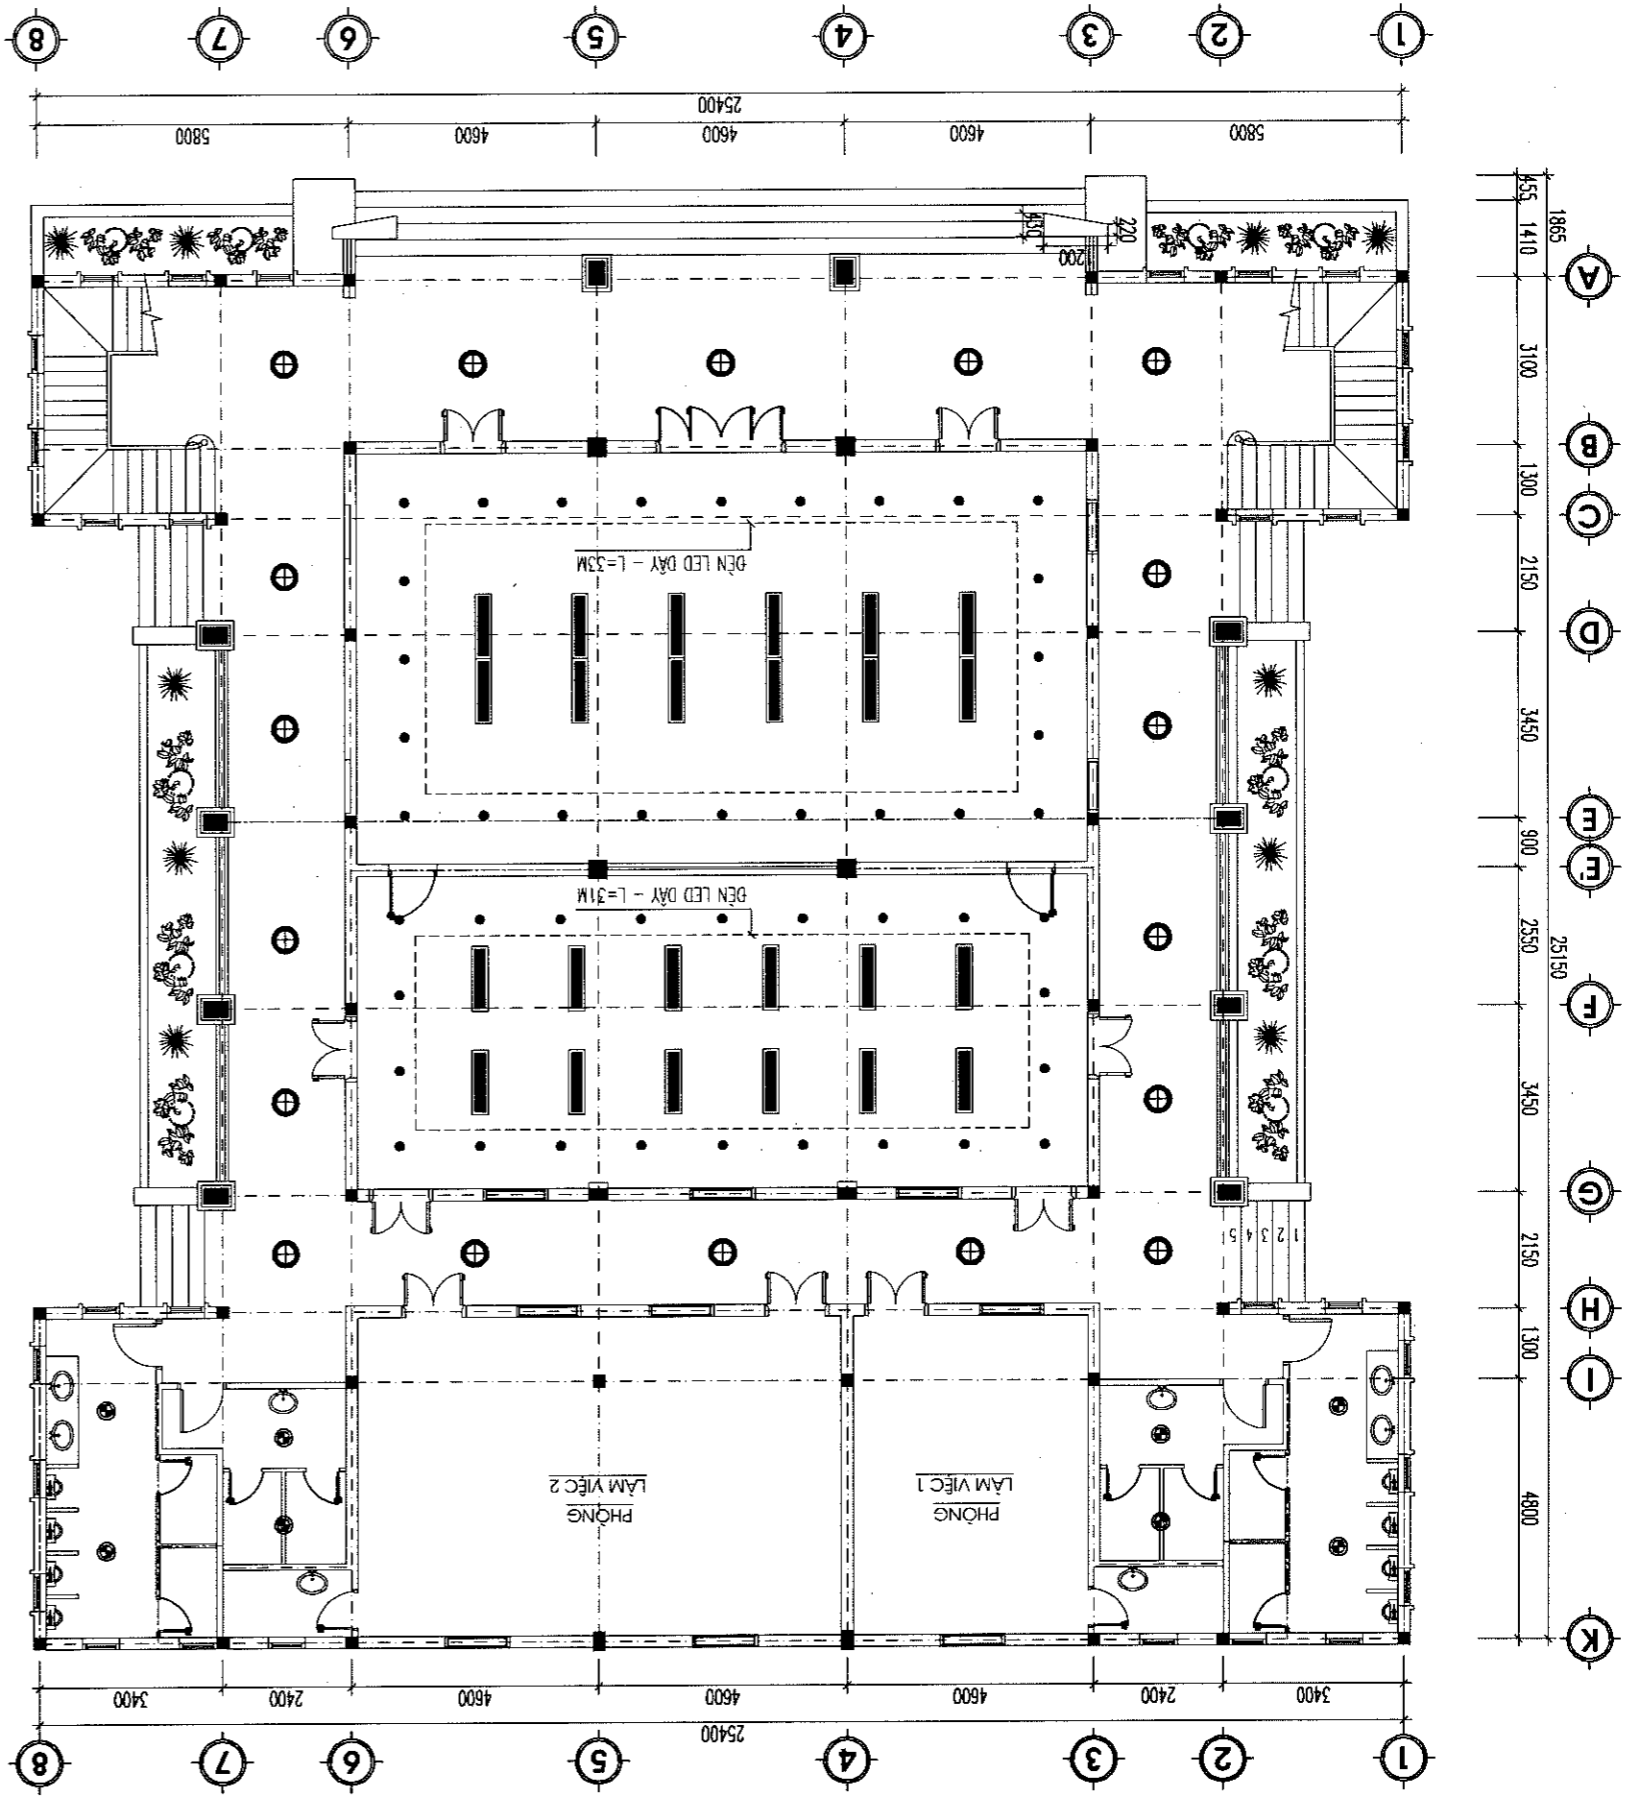 1 2 3 4 5 6 7 8
25400
3400 2400 4600 4600 4600 2400 3400
K
4800
PHÒNG
LÀM VIỆC 1
PHÒNG
LÀM VIỆC 2
I
1300
H
2150
1 2 3 4 5
G
3450
F
2550
25150
ĐÈN LED DÂY - L=31M
E'
900
E
3450
D
2150
ĐÈN LED DÂY - L=33M
C
1300
B
3100
A
200
220
430
1410
1865
455
5800 4600 4600 4600 5800
25400
1 2 3 4 5 6 7 8